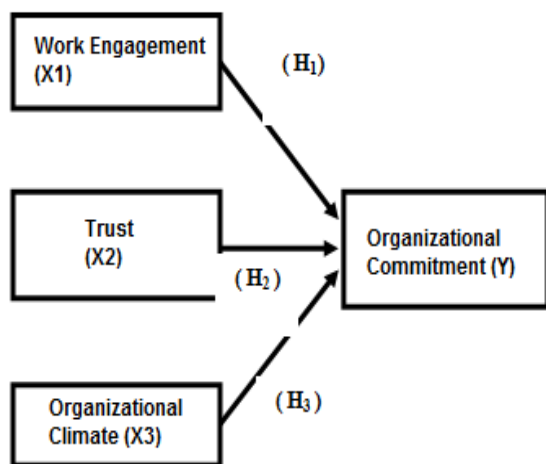 Work Engagement
(X1)
(H₁)
Trust
(X2)
(H₂)
Organizational
Commitment (Y)
Organizational
Climate (X3)
(H₃)